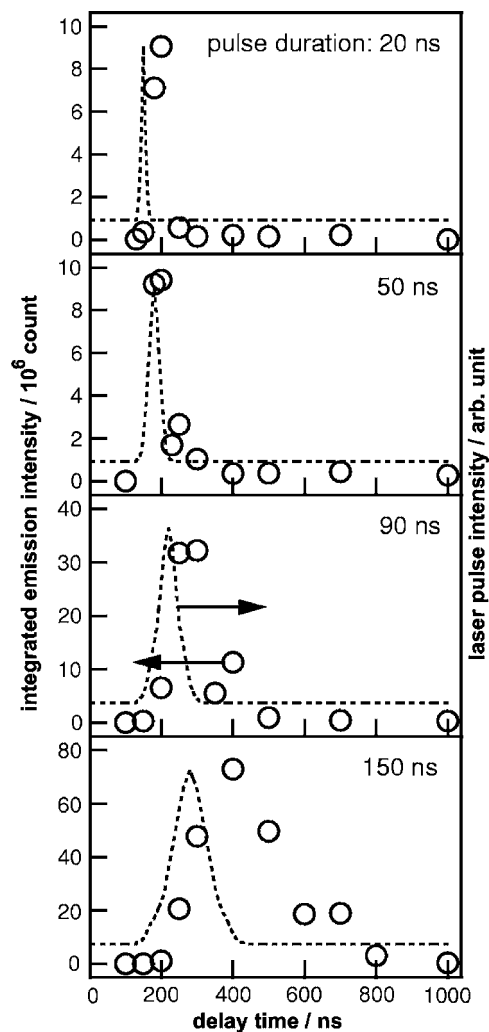 10
8
6
4
2
0
pulse duration: 20 ns
10
8
6
4
2
0
50 ns
40
30
20
10
0
90 ns
80
60
40
20
0
150 ns
0 200 400 600 800 1000
delay time / ns
integrated emission intensity / 10⁶ count
laser pulse intensity / arb. unit